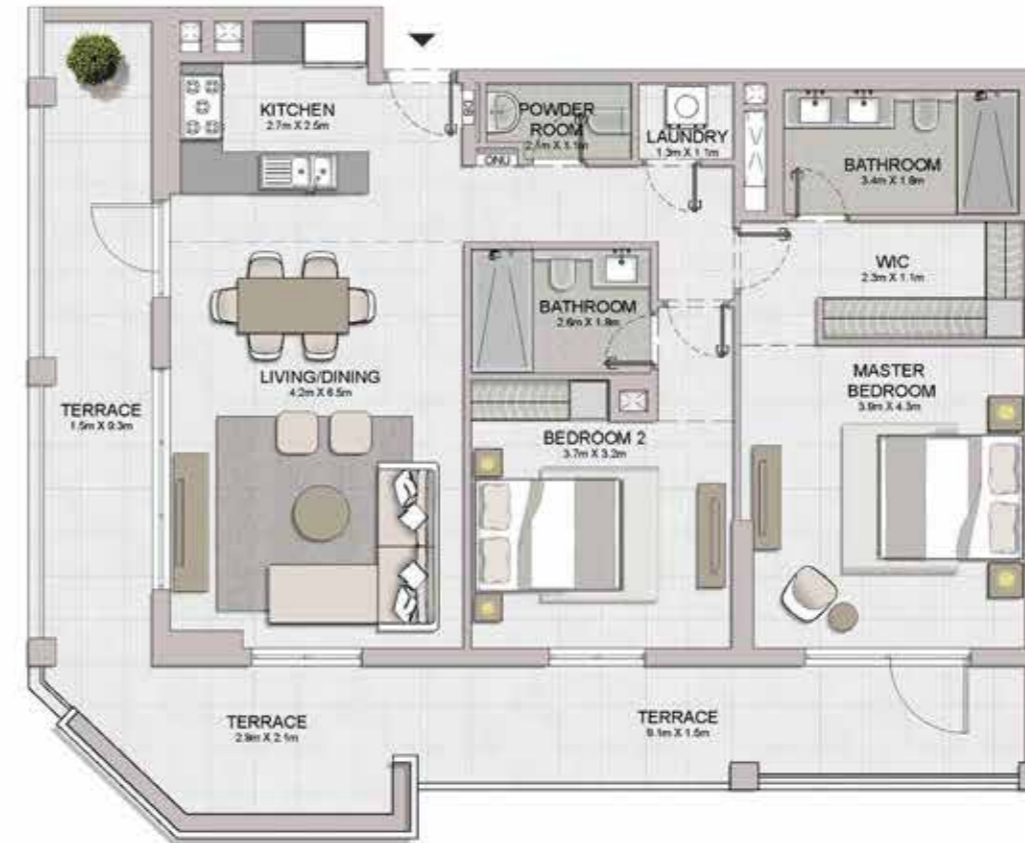 KITCHEN
2.7m X 2.5m
DB
POWDER
ROOM
2.1m X 1.1m
ONU
LAUNDRY
1.3m X 1.1m
BATHROOM
3.4m X 1.8m
WIC
2.3m X 1.1m
BATHROOM
2.6m X 1.8m
LIVING/DINING
4.2m X 6.5m
MASTER
BEDROOM
3.9m X 4.3m
TERRACE
1.5m X 9.3m
BEDROOM 2
3.7m X 3.2m
TERRACE
2.9m X 2.1m
TERRACE
X 1.5m